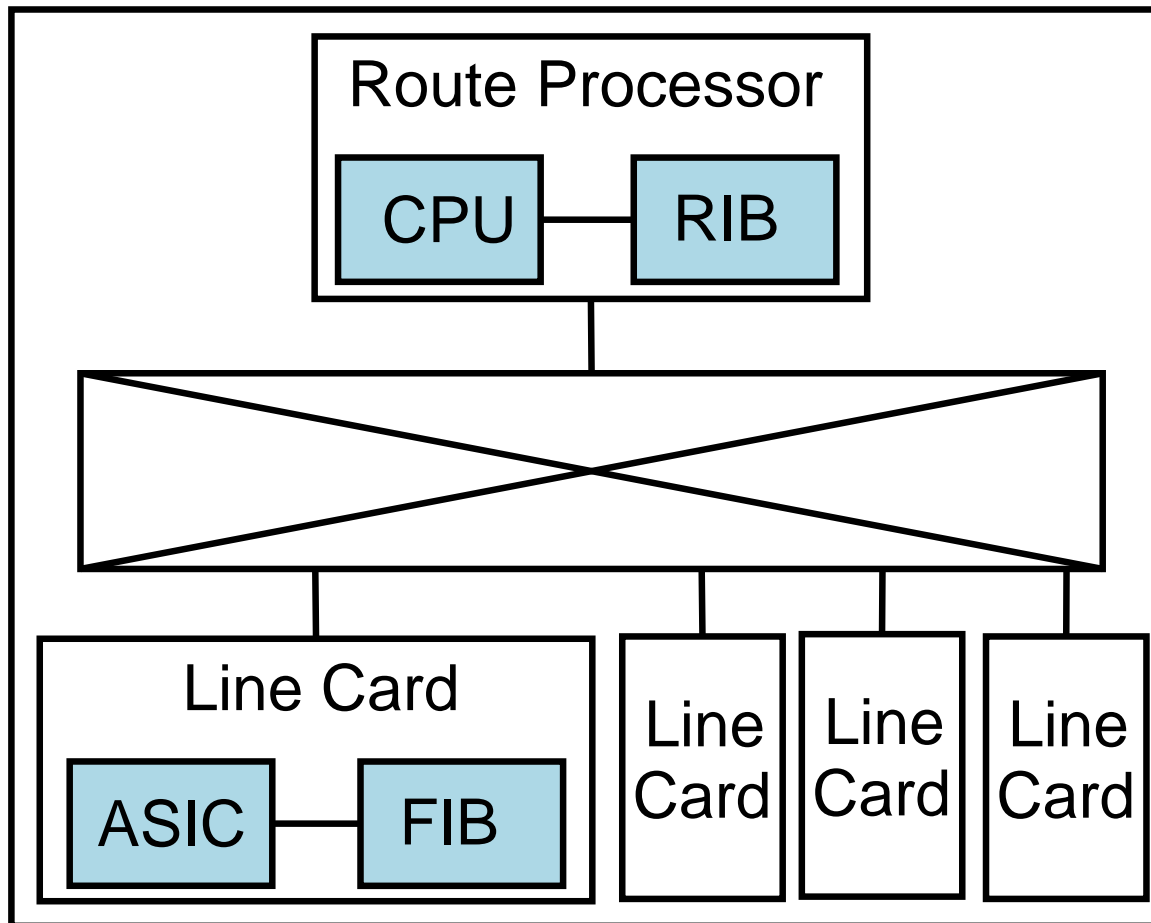 Route Processor
CPU
RIB
Line Card
ASIC
FIB
Line
Card
Line
Card
Line
Card